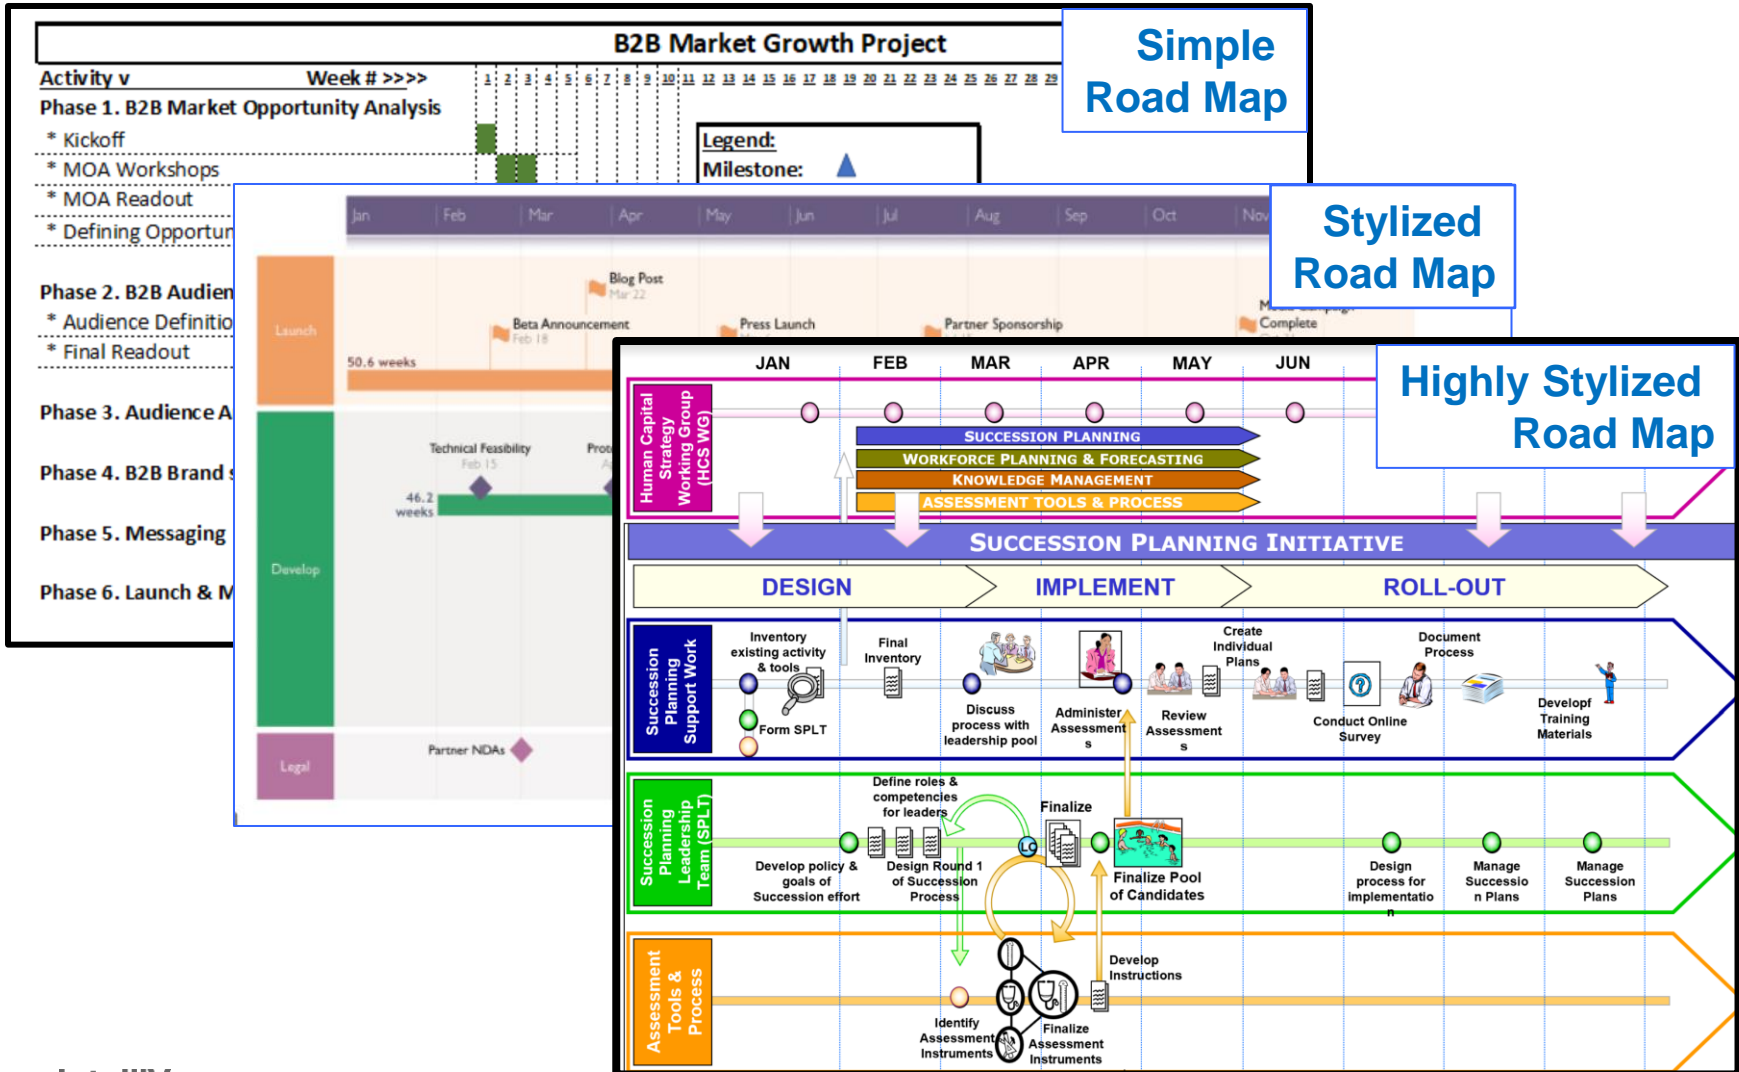 B2B Market Growth Project
Simple
Road Map
Activity v Week # >>>> 1 2 3 4 5 6 7 8 9 10 11 12 13 14 15 16 17 18 19 20 21 22 23 24 25 26 27 28 29
Phase 1. B2B Market Opportunity Analysis
* Kickoff
* MOA Workshops
* MOA Readout
* Defining Opportun
Legend:
Milestone:
Phase 2. B2B Audien
* Audience Definitio
* Final Readout
Phase 3. Audience A
Phase 4. B2B Brand s
Phase 5. Messaging
Phase 6. Launch & M
Stylized
Road Map
Jan Feb Mar Apr May Jun Jul Aug Sep Oct Nov
Launch
Blog Post
Mar 22
Beta Announcement
Feb 18
Press Launch
Partner Sponsorship
Complete
50.6 weeks
Develop
Technical Feasibility
Feb 15
Prot
46.2
weeks
Legal
Partner NDAs
Highly Stylized
Road Map
JAN FEB MAR APR MAY JUN
Human Capital
Strategy
Working Group
(HCS WG)
SUCCESSION PLANNING
WORKFORCE PLANNING & FORECASTING
KNOWLEDGE MANAGEMENT
ASSESSMENT TOOLS & PROCESS
SUCCESSION PLANNING INITIATIVE
DESIGN IMPLEMENT ROLL-OUT
Succession
Planning
Support Work
Inventory
existing activity
& tools
Form SPLT
Final
Inventory
Discuss
process with
leadership pool
Administer
Assessment
s
Review
Assessment
s
Create
Individual
Plans
Conduct Online
Survey
Document
Process
Developf
Training
Materials
Succession
Planning
Leadership
Team (SPLT)
Develop policy &
goals of
Succession effort
Define roles &
competencies
for leaders
Design Round 1
of Succession
Process
LC
Finalize
Finalize Pool
of Candidates
Design
process for
implementatio
n
Manage
Successio
n Plans
Manage
Succession
Plans
Assessment
Tools &
Process
Identify
Assessment
Instruments
Finalize
Assessment
Instruments
Develop
Instructions